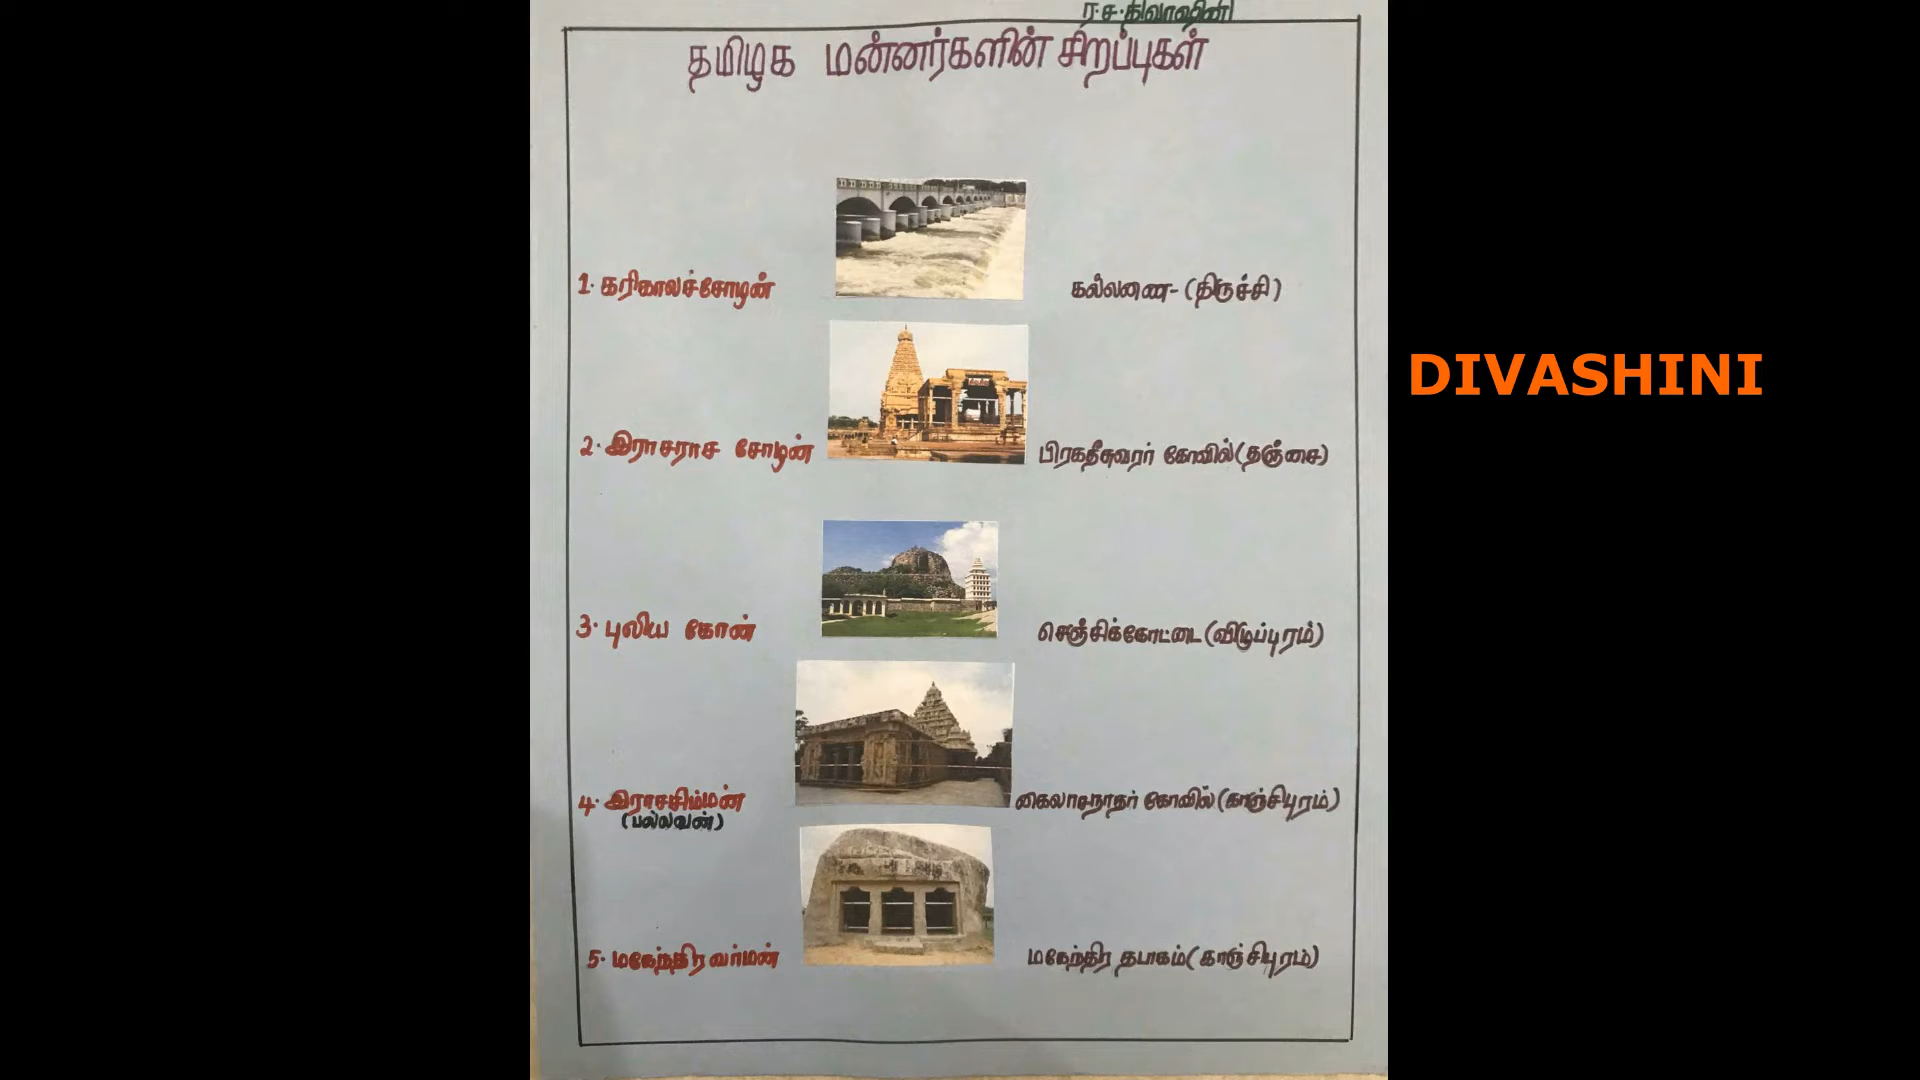 ர.ச.திவாஷினி
தமிழக மன்னர்களின் சிறப்புகள்
1. கரிகாலச்சோழன் கல்லணை - (திருச்சி)
DIVASHINI
2. இராசராச சோழன் பிரகதீசுவரர் கோவில் (தஞ்சை)
3. புலிய கோன் செஞ்சிக்கோட்டை (விழுப்புரம்)
4. இராசசிம்மன் கைலாசநாதர் கோவில் (காஞ்சிபுரம்)
(பல்லவன்)
5. மகேந்திர வர்மன் மகேந்திர தபாகம் (காஞ்சிபுரம்)